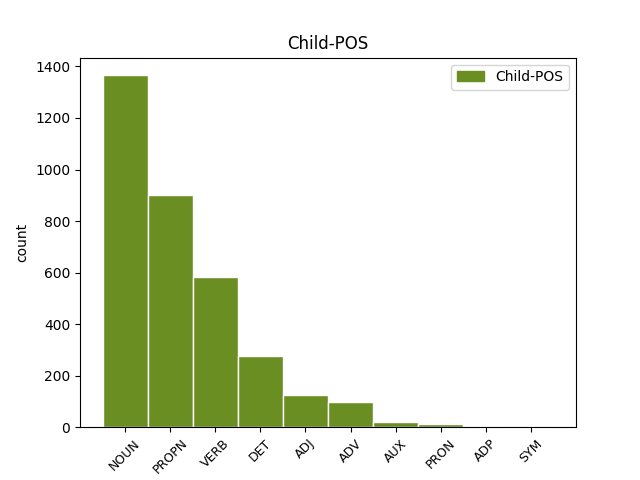 Child-POS
Child-POS
count
1400
1200
1000
800
600
400
200
0
NOUN
PROPN
VERB
DET
ADJ
ADV
AUX
PRON
ADP
SYM